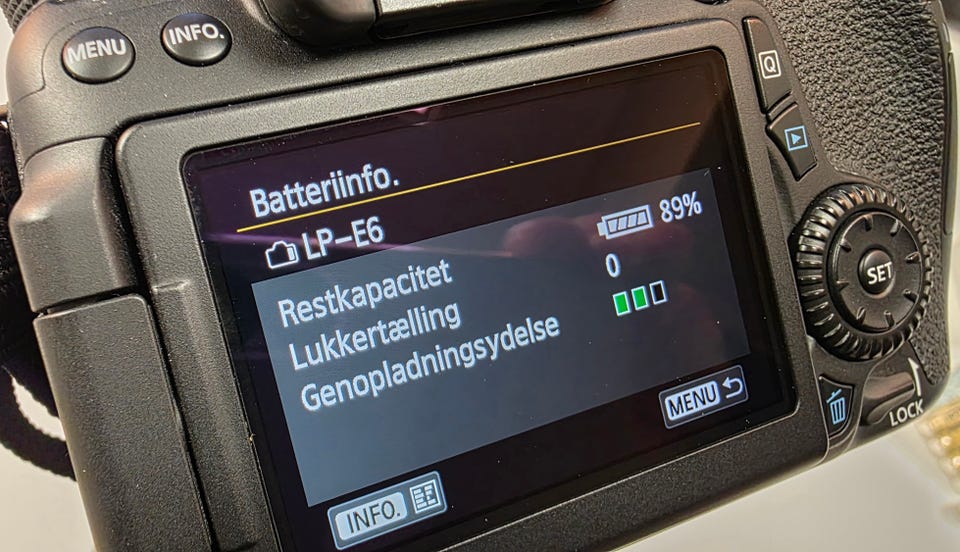 MENU
INFO.
Q
Batteriinfo.
LP-E6
Restkapacitet 89%
Lukkertælling 0
Genopladningsydelse
MENU
INFO.
SET
LOCK